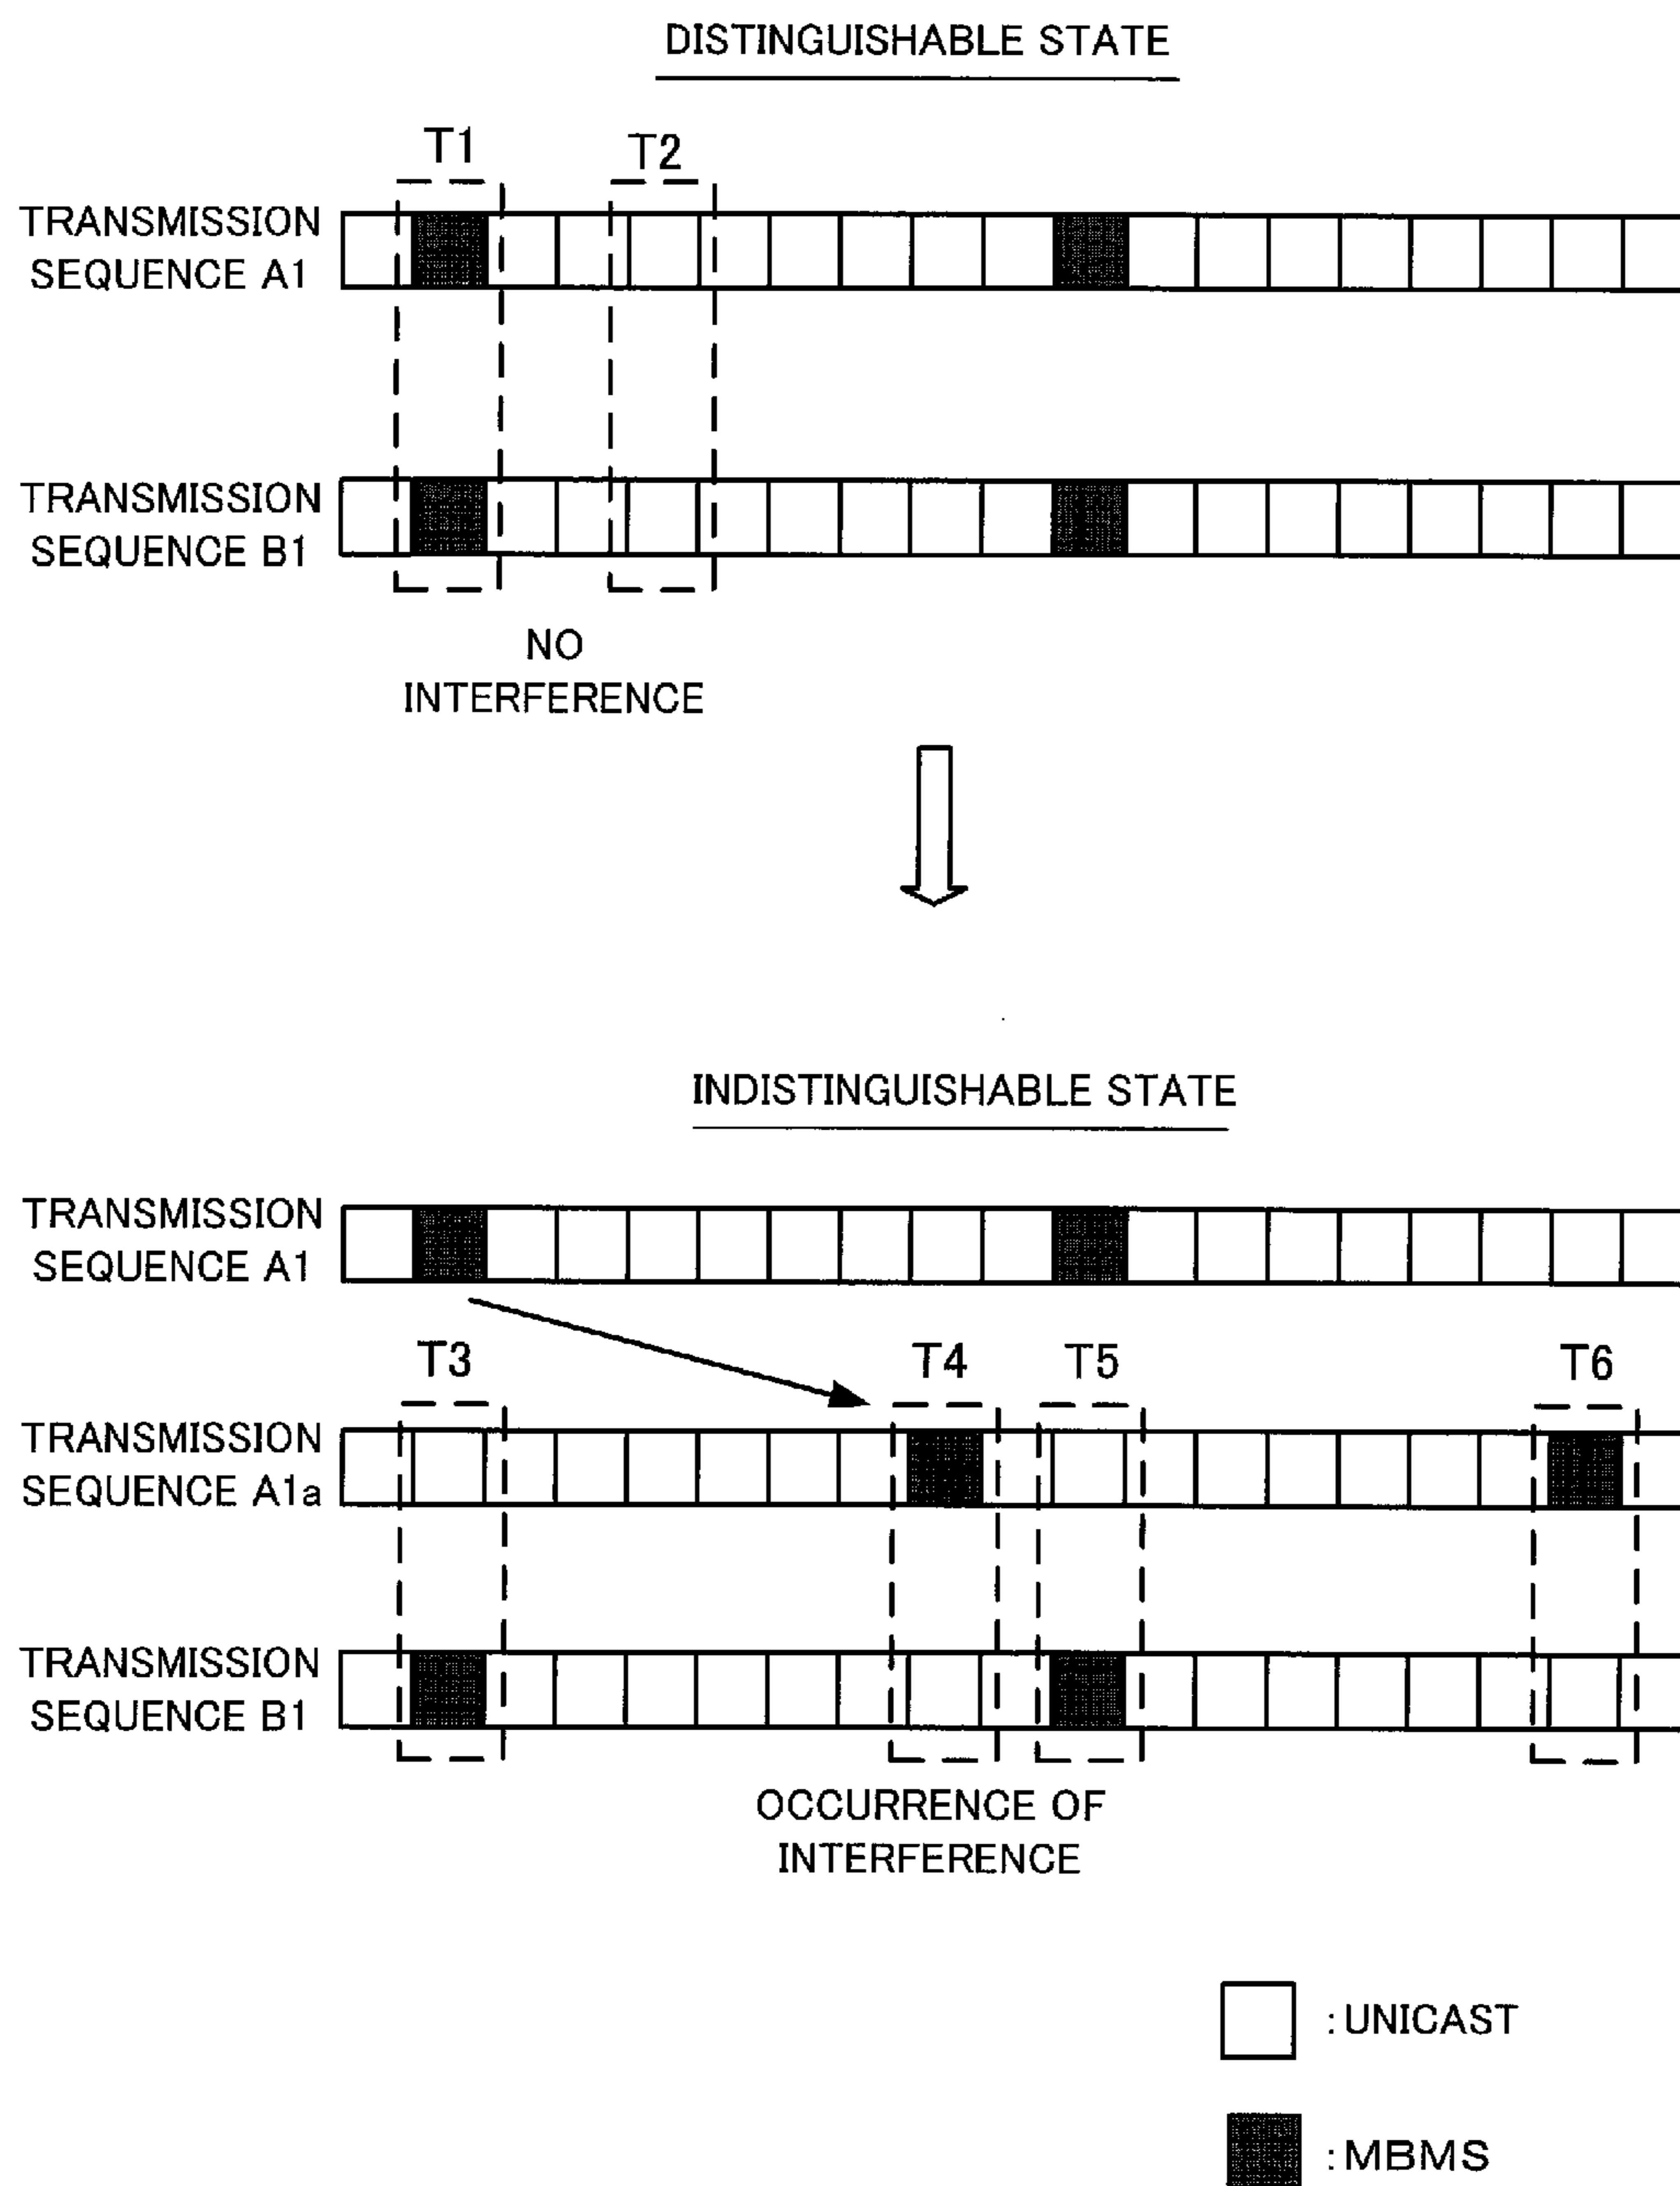 DISTINGUISHABLE STATE
T1
T2
TRANSMISSION
SEQUENCE A1
TRANSMISSION
SEQUENCE B1
NO
INTERFERENCE
INDISTINGUISHABLE STATE
TRANSMISSION
SEQUENCE A1
T3
T4
T5
T6
TRANSMISSION
SEQUENCE A1a
TRANSMISSION
SEQUENCE B1
OCCURRENCE OF
INTERFERENCE
:UNICAST
:MBMS